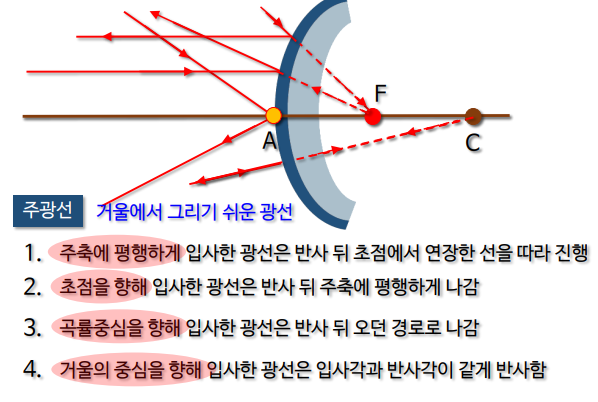 F
A
C
주광선 거울에서 그리기 쉬운 광선
1. 주축에 평행하게 입사한 광선은 반사 뒤 초점에서 연장한 선을 따라 진행
2. 초점을 향해 입사한 광선은 반사 뒤 주축에 평행하게 나감
3. 곡률중심을 향해 입사한 광선은 반사 뒤 오던 경로로 나감
4. 거울의 중심을 향해 입사한 광선은 입사각과 반사각이 같게 반사함